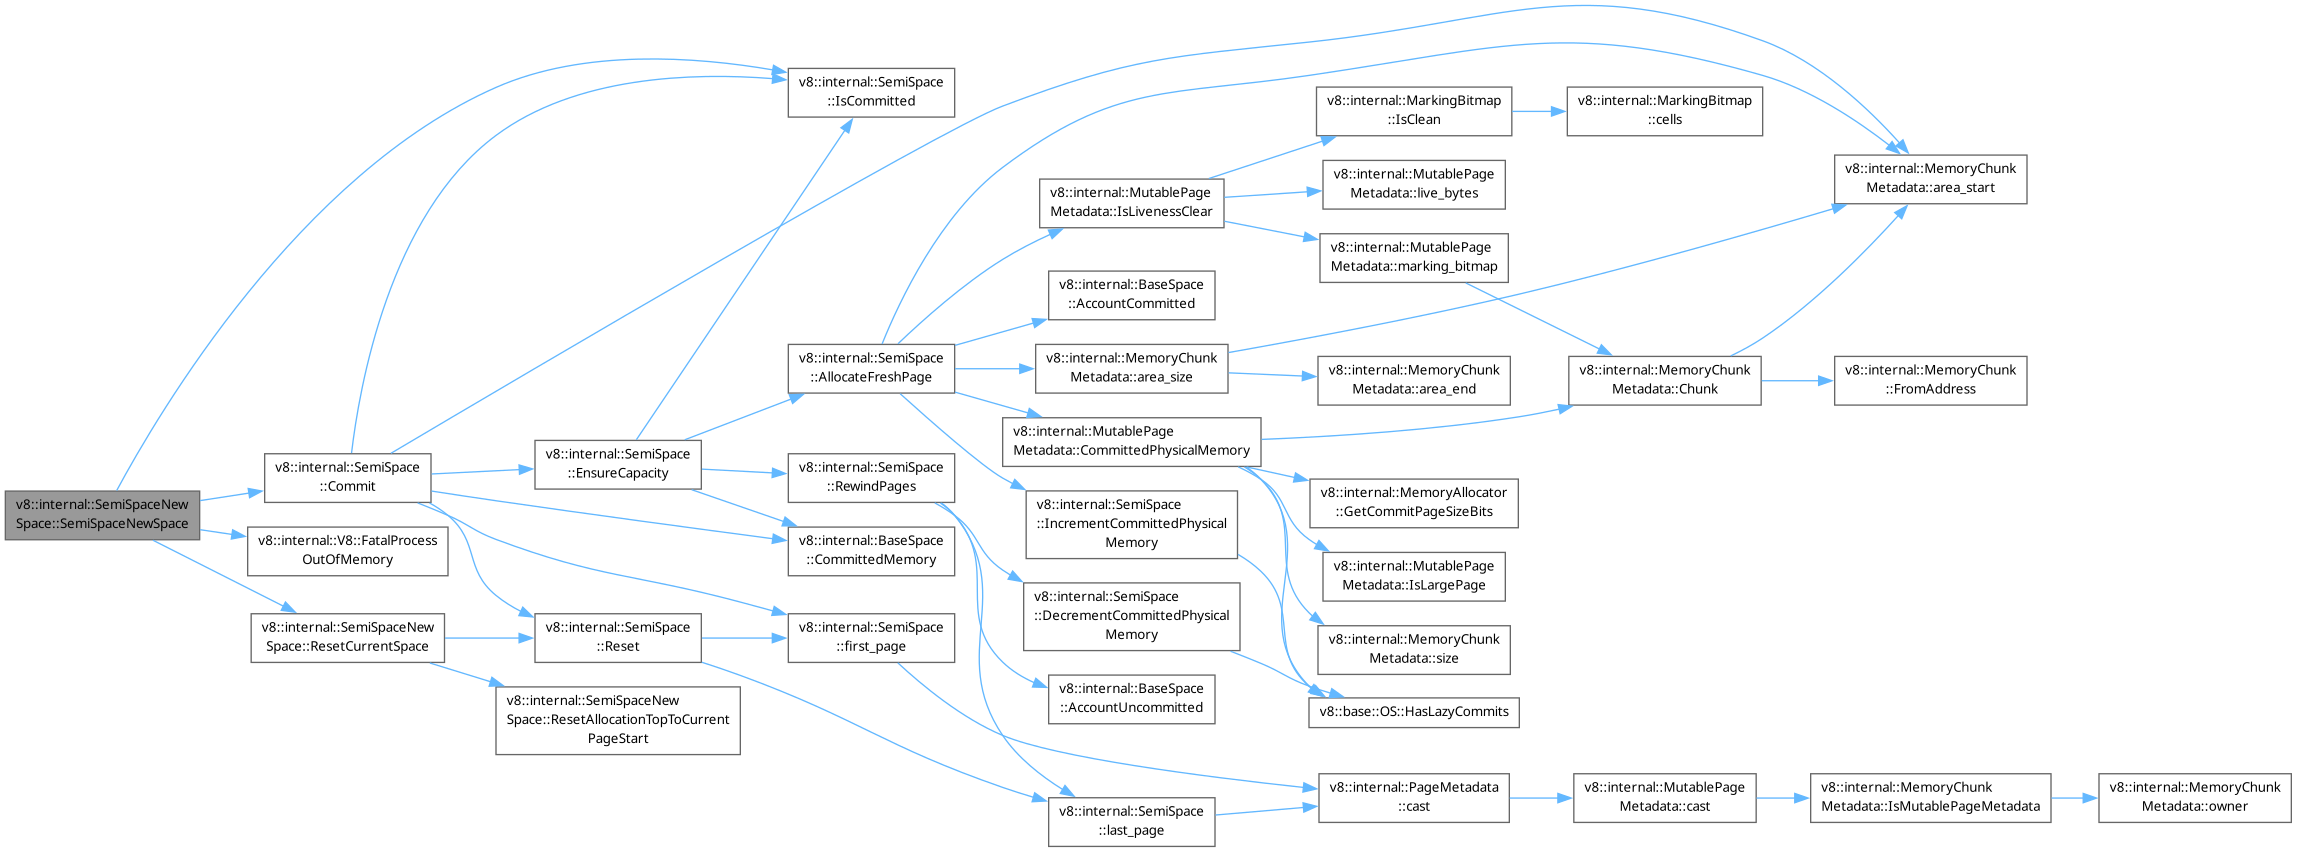 v8::internal::SemiSpaceNew
Space::SemiSpaceNewSpace
v8::internal::SemiSpace
::Commit
v8::internal::V8::FatalProcess
OutOfMemory
v8::internal::SemiSpaceNew
Space::ResetCurrentSpace
v8::internal::SemiSpace
::EnsureCapacity
v8::internal::SemiSpace
::Reset
v8::internal::SemiSpaceNew
Space::ResetAllocationTopToCurrent
PageStart
v8::internal::SemiSpace
::IsCommitted
v8::internal::SemiSpace
::AllocateFreshPage
v8::internal::SemiSpace
::RewindPages
v8::internal::BaseSpace
::CommittedMemory
v8::internal::SemiSpace
::first_page
v8::internal::MutablePage
Metadata::IsLivenessClear
v8::internal::BaseSpace
::AccountCommitted
v8::internal::MemoryChunk
Metadata::area_size
v8::internal::MutablePage
Metadata::CommittedPhysicalMemory
v8::internal::SemiSpace
::IncrementCommittedPhysical
Memory
v8::internal::SemiSpace
::DecrementCommittedPhysical
Memory
v8::internal::BaseSpace
::AccountUncommitted
v8::internal::SemiSpace
::last_page
v8::internal::MarkingBitmap
::IsClean
v8::internal::MutablePage
Metadata::live_bytes
v8::internal::MutablePage
Metadata::marking_bitmap
v8::internal::MemoryChunk
Metadata::area_end
v8::internal::MemoryAllocator
::GetCommitPageSizeBits
v8::internal::MutablePage
Metadata::IsLargePage
v8::internal::MemoryChunk
Metadata::size
v8::base::OS::HasLazyCommits
v8::internal::PageMetadata
::cast
v8::internal::MarkingBitmap
::cells
v8::internal::MemoryChunk
Metadata::Chunk
v8::internal::MutablePage
Metadata::cast
v8::internal::MemoryChunk
Metadata::area_start
v8::internal::MemoryChunk
::FromAddress
v8::internal::MemoryChunk
Metadata::IsMutablePageMetadata
v8::internal::MemoryChunk
Metadata::owner